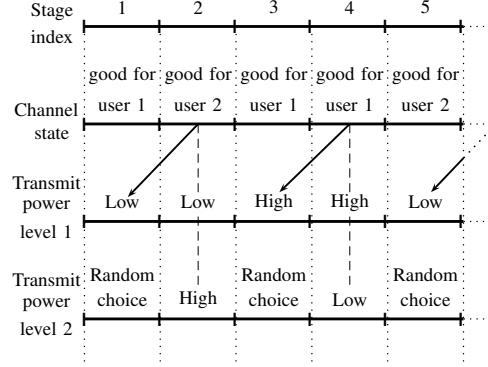 Stage 1 2 3 4 5
index
good for good for good for good for good for
Channel user 1 user 2 user 1 user 1 user 2
state
Transmit
power Low Low High High Low
level 1
Transmit Random Random Random
power choice High choice Low choice
level 2